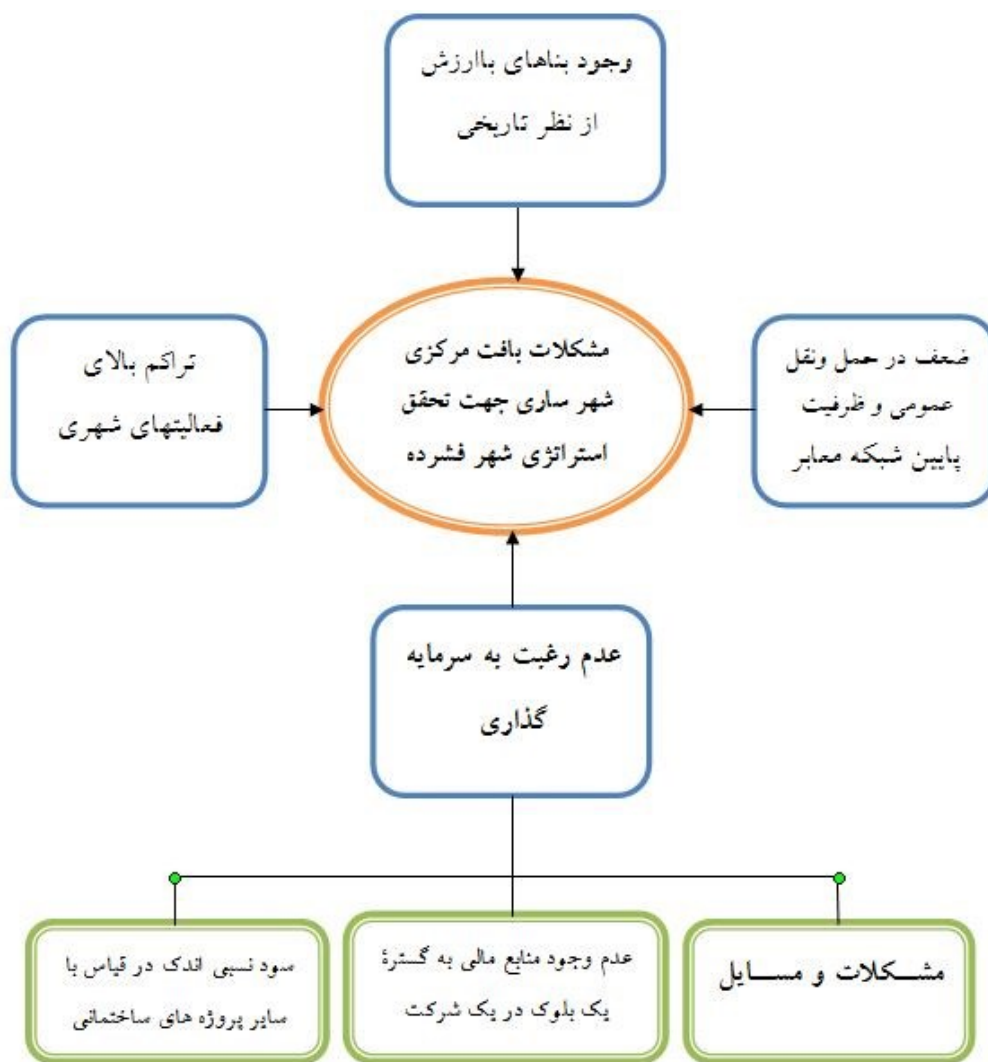 وجود بناهای باارزش
از نظر تاریخی
ضعف در حمل ونقل
عمومی و ظرفیت
پایین شبکه معابر
مشکلات بافت مرکزی
شهر ساری جهت تحقق
استراتژی شهر فشرده
تراکم بالای
فعالیتهای شهری
عدم رغبت به سرمایه
گذاری
مشـــکلات و مســـایل
عدم وجود منابع مالی به گسترۀ
یک بلوک در یک شرکت
سود نسبی اندک در قیاس با
سایر پروژه های ساختمانی